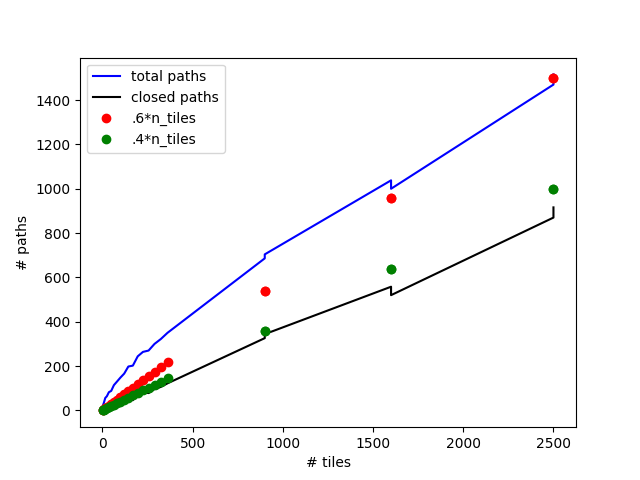 total paths
closed paths
.6*n_tiles
.4*n_tiles
1400
1200
1000
800
600
400
200
0
# paths
0 500 1000 1500 2000 2500
# tiles